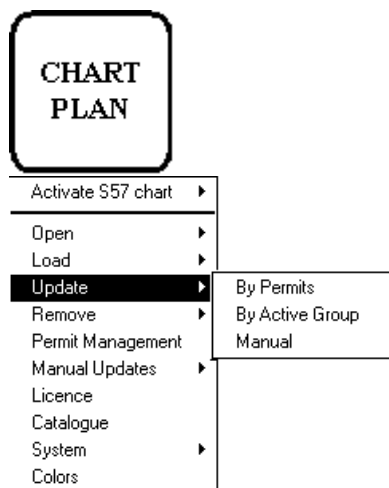 CHART
PLAN
Activate S57 chart
Open
Load
Update
Remove
Permit Management
Manual Updates
Licence
Catalogue
System
Colors
By Permits
By Active Group
Manual